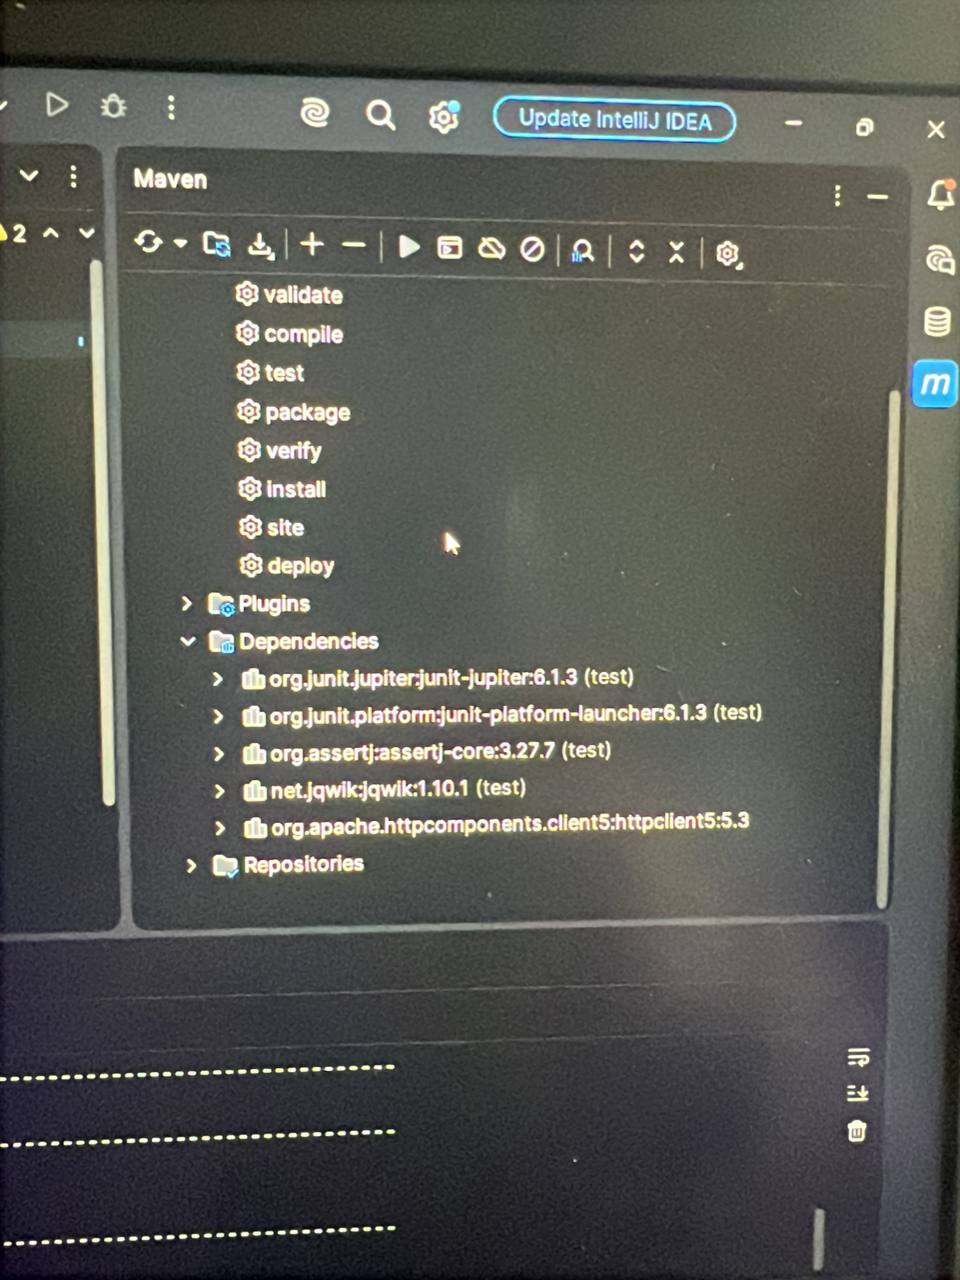 Update IntelliJ IDEA
Maven
2
validate
compile
test
package
verify
install
site
deploy
m
Plugins
Dependencies
org.junit.jupiter:junit-jupiter:6.1.3 (test)
org.junit.platform:junit-platform-launcher:6.1.3 (test)
org.assertj:assertj-core:3.27.7 (test)
net.jqwik:jqwik:1.10.1 (test)
org.apache.httpcomponents.client5:httpclient5:5.3
Repositories